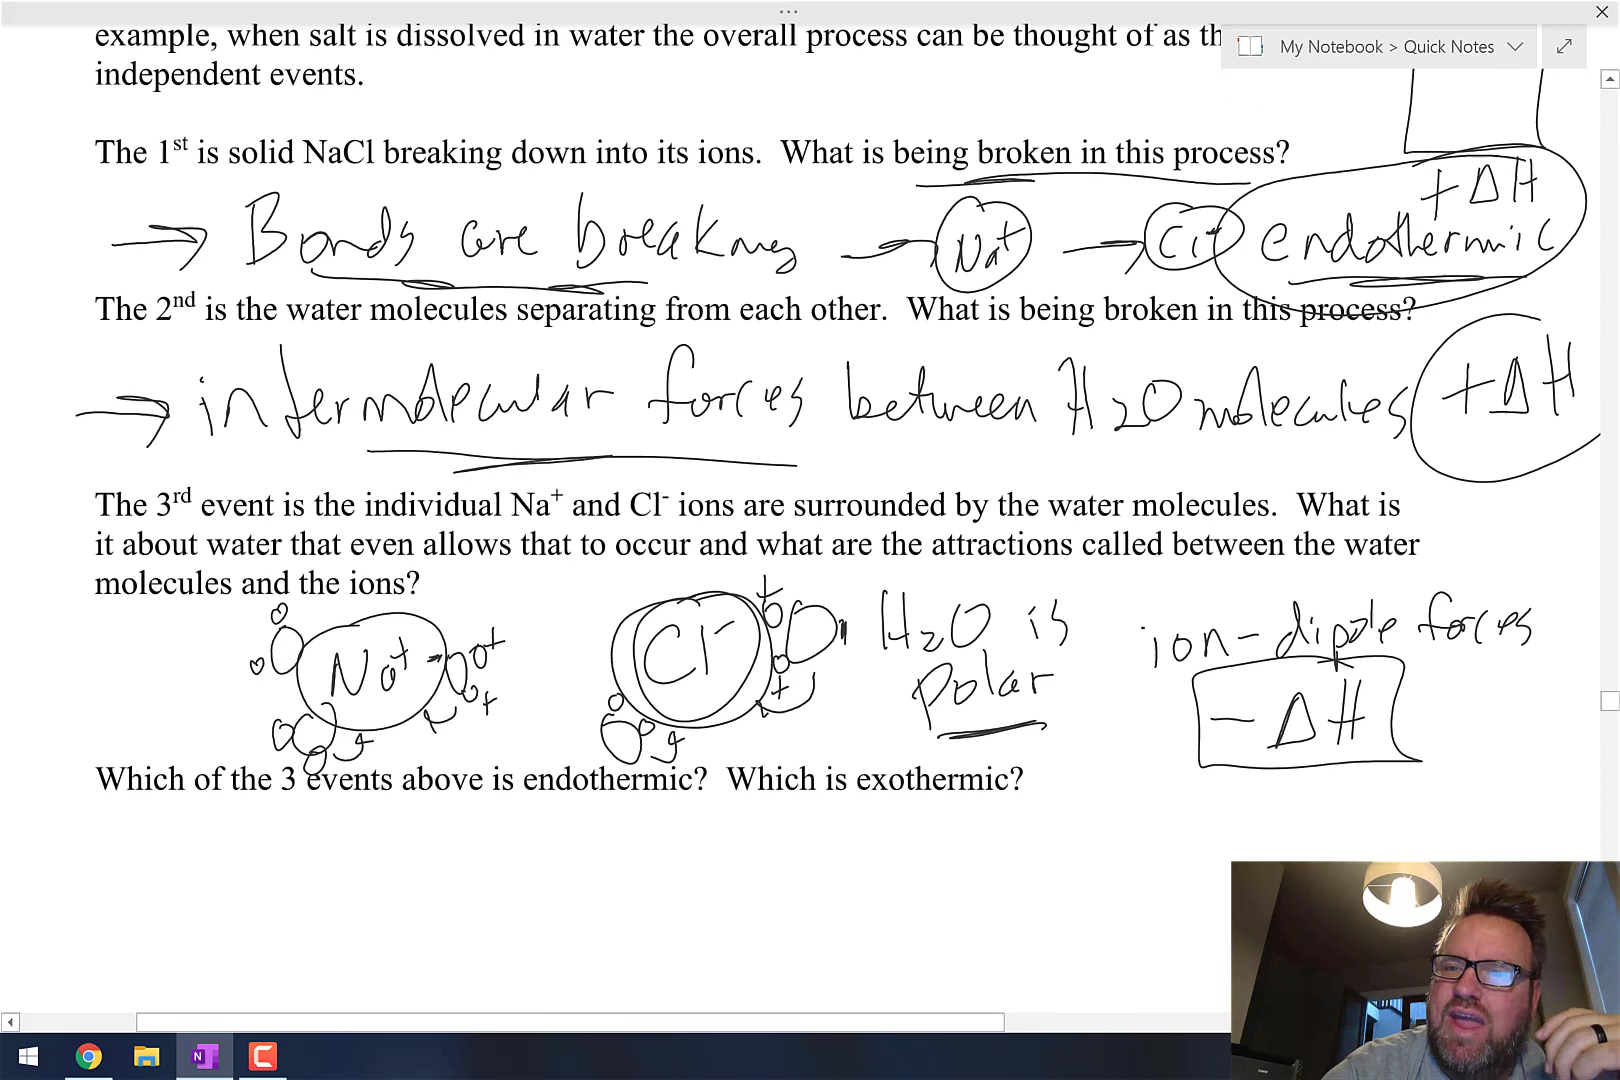 example, when salt is dissolved in water the overall process can be thought of as th
My Notebook > Quick Notes
independent events.
The 1st is solid NaCl breaking down into its ions. What is being broken in this process?
+ΔH
→ Bonds are breaking → Na+ → Cl- endothermic
The 2nd is the water molecules separating from each other. What is being broken in this process?
→ intermolecular forces between H2O molecules +ΔH
The 3rd event is the individual Na+ and Cl- ions are surrounded by the water molecules. What is
it about water that even allows that to occur and what are the attractions called between the water
molecules and the ions?
Na+ Cl- H2O is ion-dipole forces
polar -ΔH
Which of the 3 events above is endothermic? Which is exothermic?